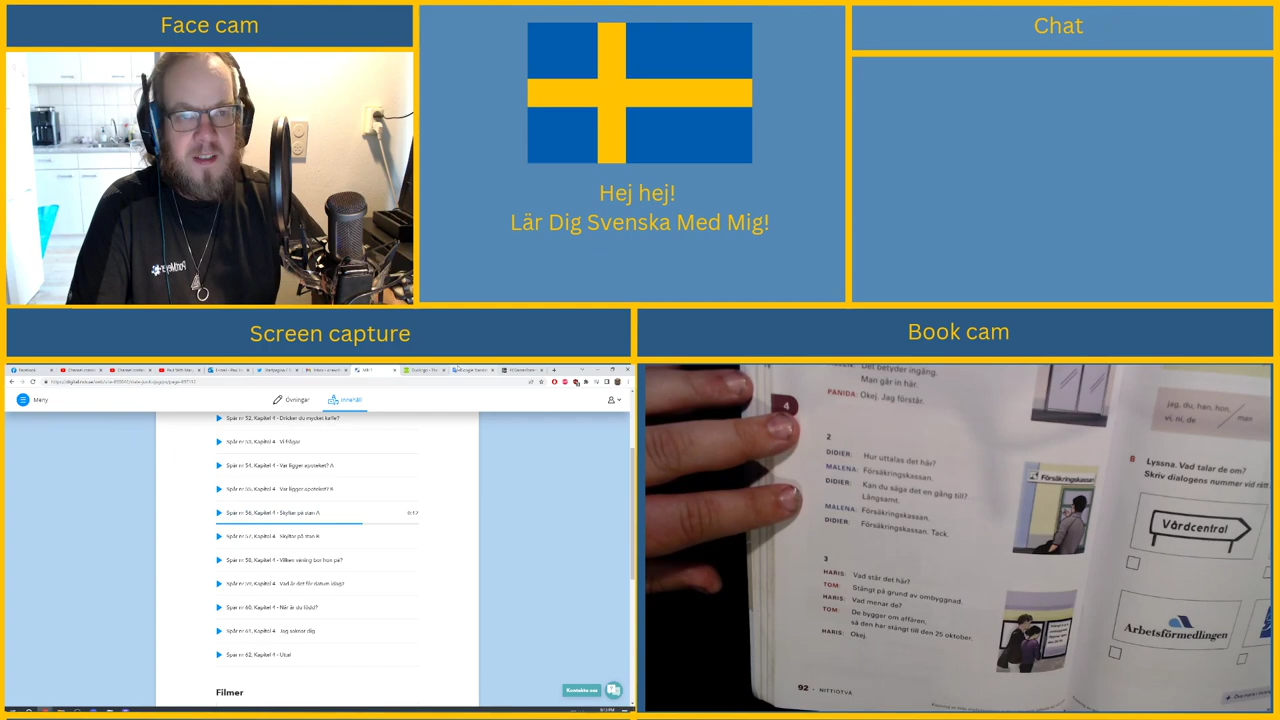 Face cam
Hej hej!
Lär Dig Svenska Med Mig!
Chat
Screen capture
Meny
Övningar
Innehåll
Spår nr 52, Kapitel 4 - Dricker du mycket kaffe?
Spår nr 53, Kapitel 4 - Vi frågar
Spår nr 54, Kapitel 4 - Var ligger apoteket? A
Spår nr 55, Kapitel 4 - Var ligger apoteket? B
Spår nr 56, Kapitel 4 - Skyltar på stan A
0:17
Spår nr 57, Kapitel 4 - Skyltar på stan B
Spår nr 58, Kapitel 4 - Vilken våning bor hon på?
Spår nr 59, Kapitel 4 - Vad är det för datum idag?
Spår nr 60, Kapitel 4 - När är du född?
Spår nr 61, Kapitel 4 - Jag saknar dig
Spår nr 62, Kapitel 4 - Uttal
Filmer
Kontakta oss
Book cam
4
Det betyder ingång.
Man går in här.
PANIDA: Okej. Jag förstår.
2
DIDIER: Hur uttalas det här?
MALENA: Försäkringskassan.
DIDIER: Kan du säga det en gång till?
Långsamt.
MALENA: Försäkringskassan.
DIDIER: Försäkringskassan. Tack.
Försäkringskassan
3
HARIS: Vad står det här?
TOM: Stängt på grund av ombyggnad.
HARIS: Vad menar de?
TOM: De bygger om affären,
så den har stängt till den 25 oktober.
HARIS: Okej.
92 - NITTIOTVÅ
jag, du, han, hon,
vi, ni, de
man
B Lyssna. Vad talar de om?
Skriv dialogens nummer vid rätt
Vårdcentral
Arbetsförmedlingen